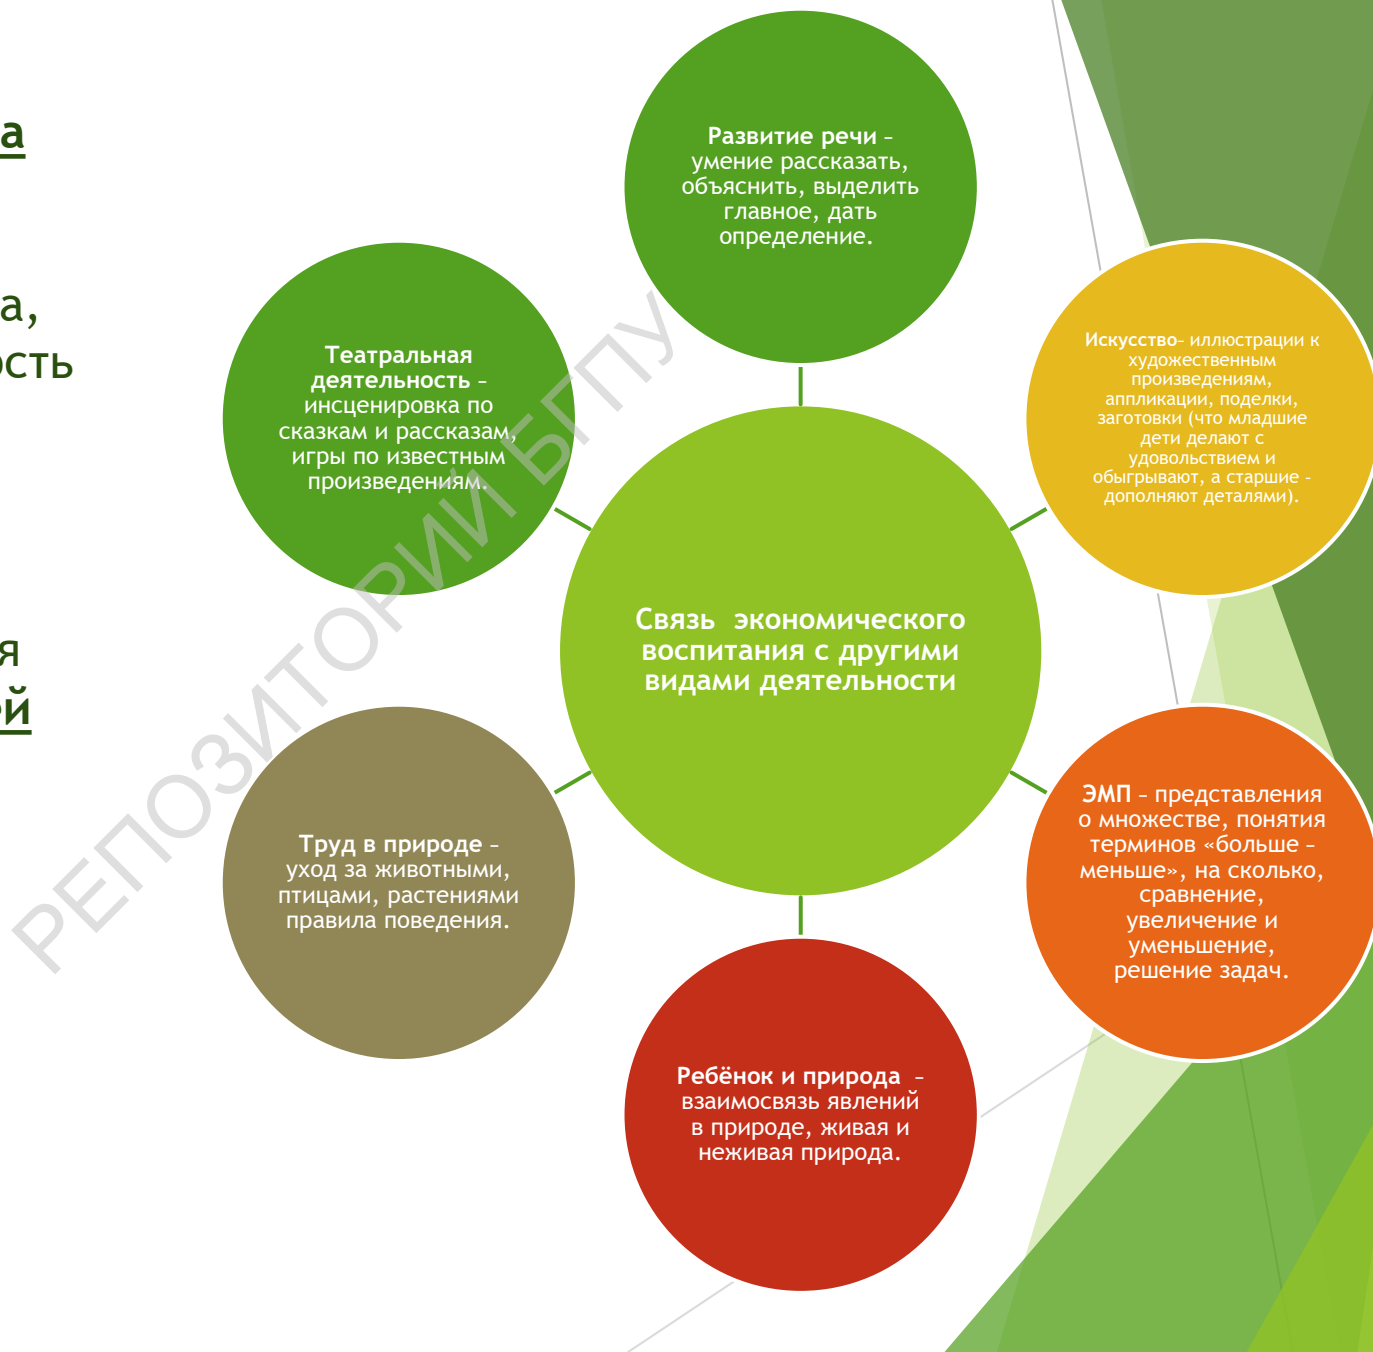 Развитие речи –
умение рассказать,
объяснить, выделить
главное, дать
определение.
Театральная
деятельность –
инсценировка по
сказкам и рассказам,
игры по известным
произведениям.
Искусство– иллюстрации к
художественным
произведениям,
аппликации, поделки,
заготовки (что младшие
дети делают с
удовольствием и
обыгрывают, а старшие -
дополняют деталями).
Связь  экономического
воспитания с другими
видами деятельности
Труд в природе –
уход за животными,
птицами, растениями
правила поведения.
ЭМП – представления
о множестве, понятия
терминов «больше –
меньше», на сколько,
сравнение,
увеличение и
уменьшение,
решение задач.
Ребёнок и природа  –
взаимосвязь явлений
в природе, живая и
неживая природа.
РЕПОЗИТОРИЙ БГПУ